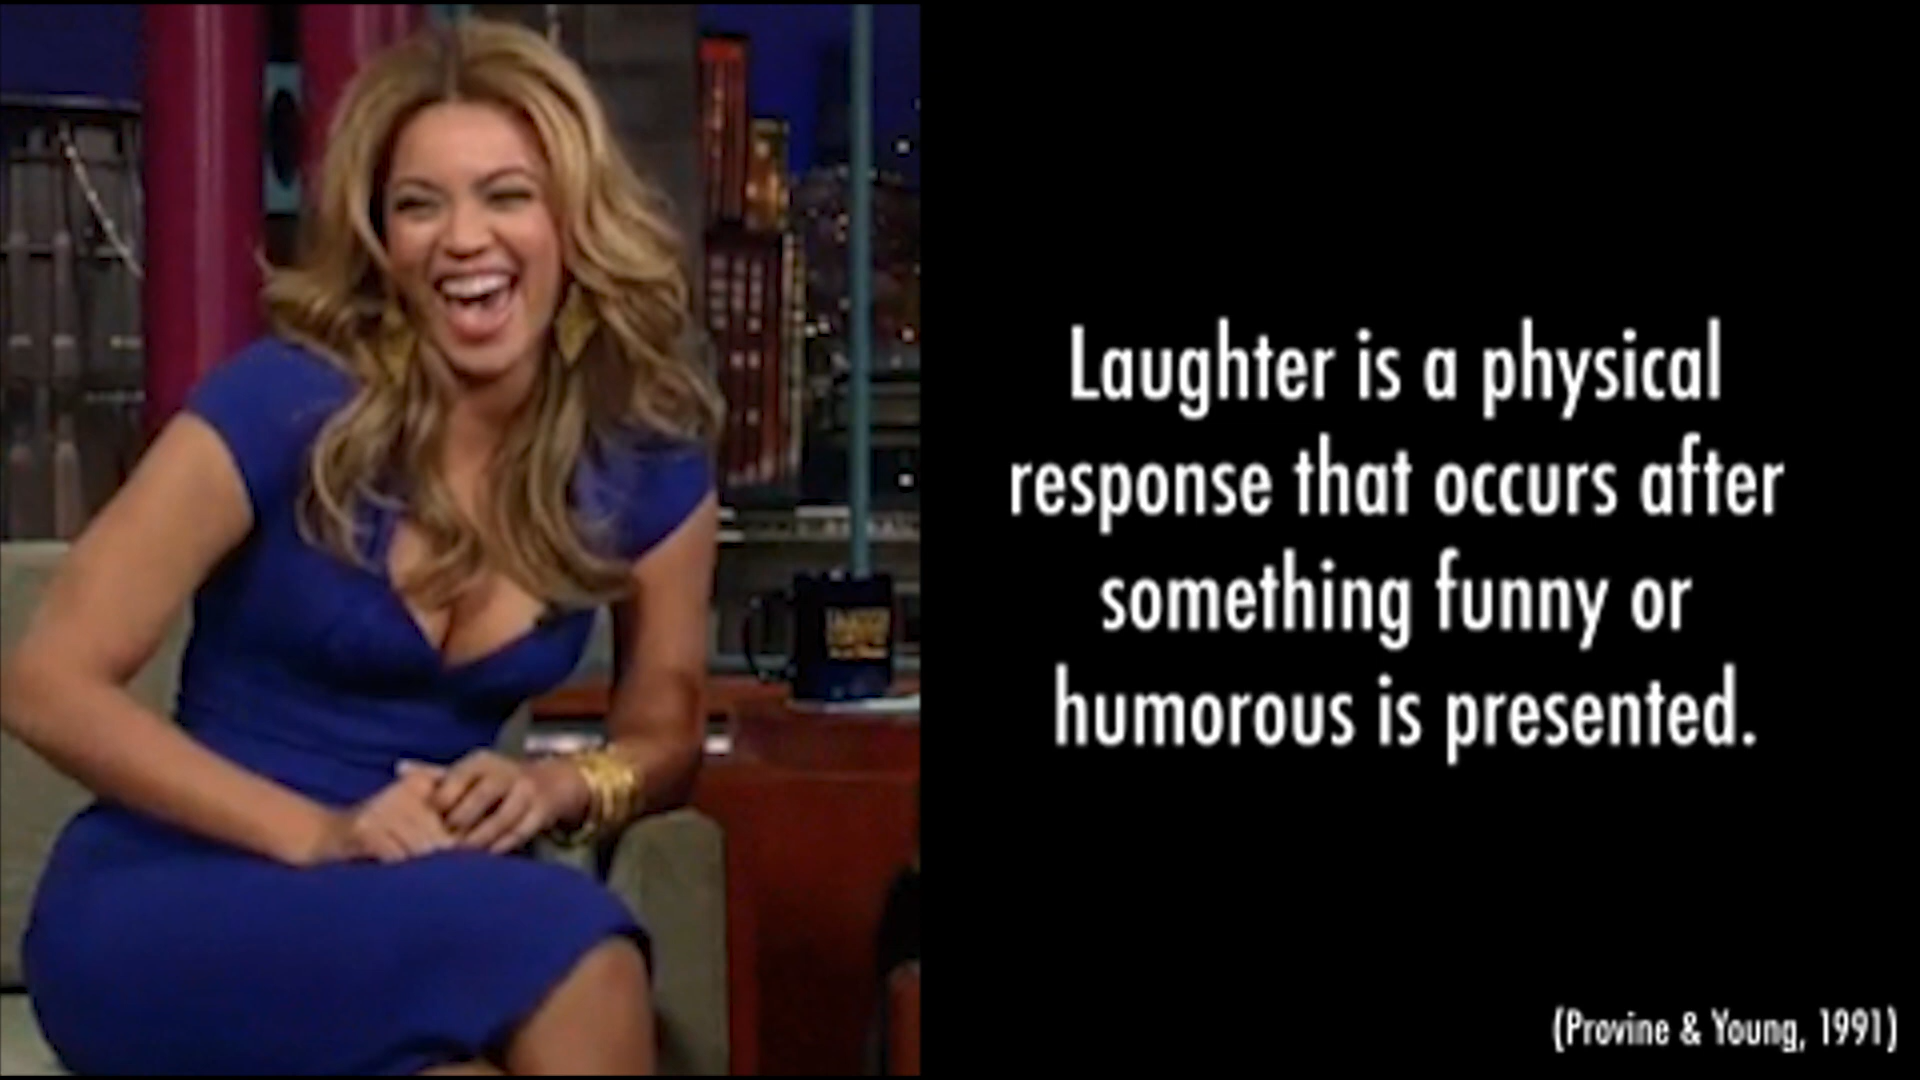 Laughter is a physical
response that occurs after
something funny or
humorous is presented.
(Provine & Young, 1991)